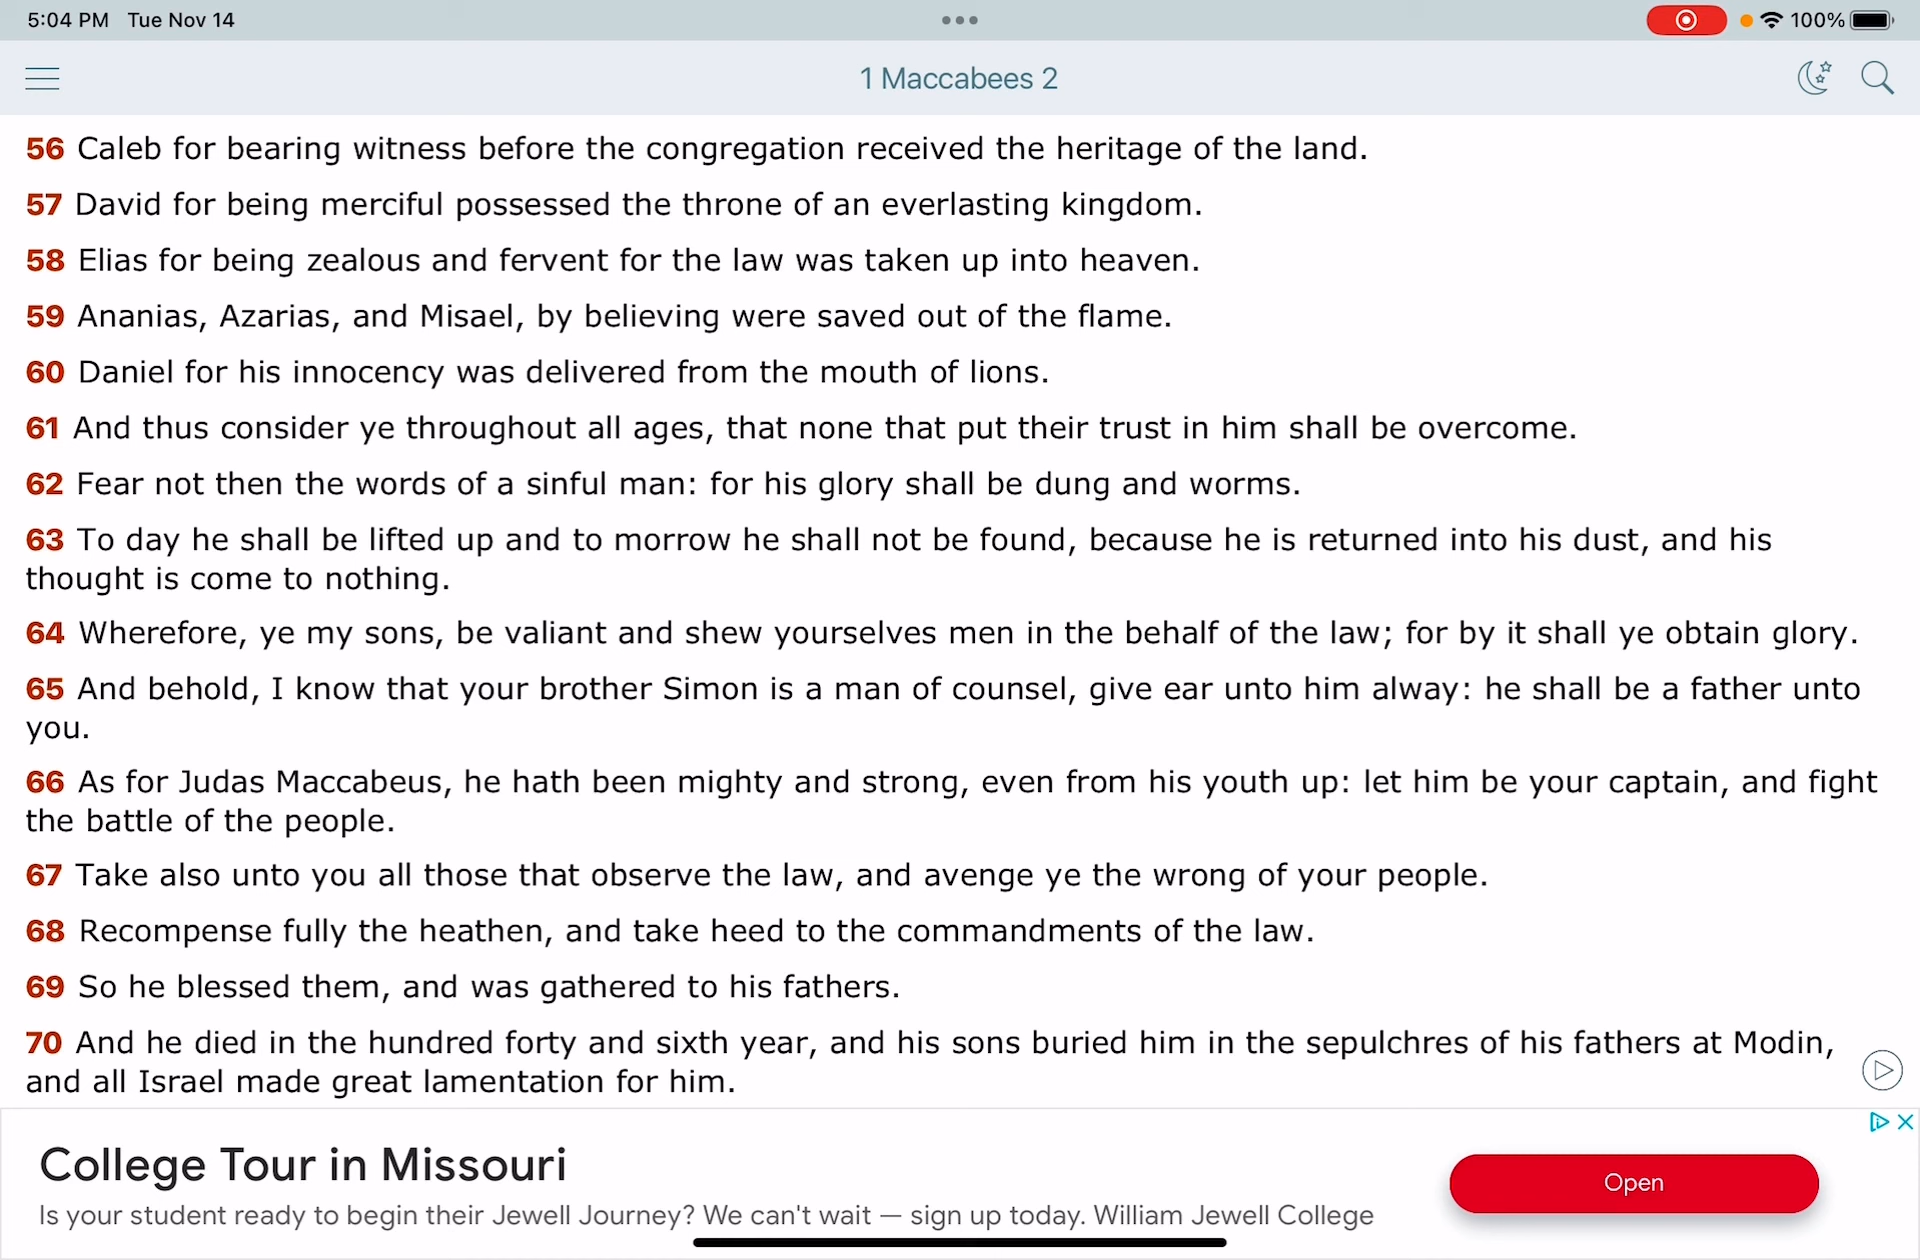 5:04 PM Tue Nov 14
100%
1 Maccabees 2
56 Caleb for bearing witness before the congregation received the heritage of the land.
57 David for being merciful possessed the throne of an everlasting kingdom.
58 Elias for being zealous and fervent for the law was taken up into heaven.
59 Ananias, Azarias, and Misael, by believing were saved out of the flame.
60 Daniel for his innocency was delivered from the mouth of lions.
61 And thus consider ye throughout all ages, that none that put their trust in him shall be overcome.
62 Fear not then the words of a sinful man: for his glory shall be dung and worms.
63 To day he shall be lifted up and to morrow he shall not be found, because he is returned into his dust, and his
thought is come to nothing.
64 Wherefore, ye my sons, be valiant and shew yourselves men in the behalf of the law; for by it shall ye obtain glory.
65 And behold, I know that your brother Simon is a man of counsel, give ear unto him alway: he shall be a father unto
you.
66 As for Judas Maccabeus, he hath been mighty and strong, even from his youth up: let him be your captain, and fight
the battle of the people.
67 Take also unto you all those that observe the law, and avenge ye the wrong of your people.
68 Recompense fully the heathen, and take heed to the commandments of the law.
69 So he blessed them, and was gathered to his fathers.
70 And he died in the hundred forty and sixth year, and his sons buried him in the sepulchres of his fathers at Modin,
and all Israel made great lamentation for him.
College Tour in Missouri
Is your student ready to begin their Jewell Journey? We can't wait — sign up today. William Jewell College
Open